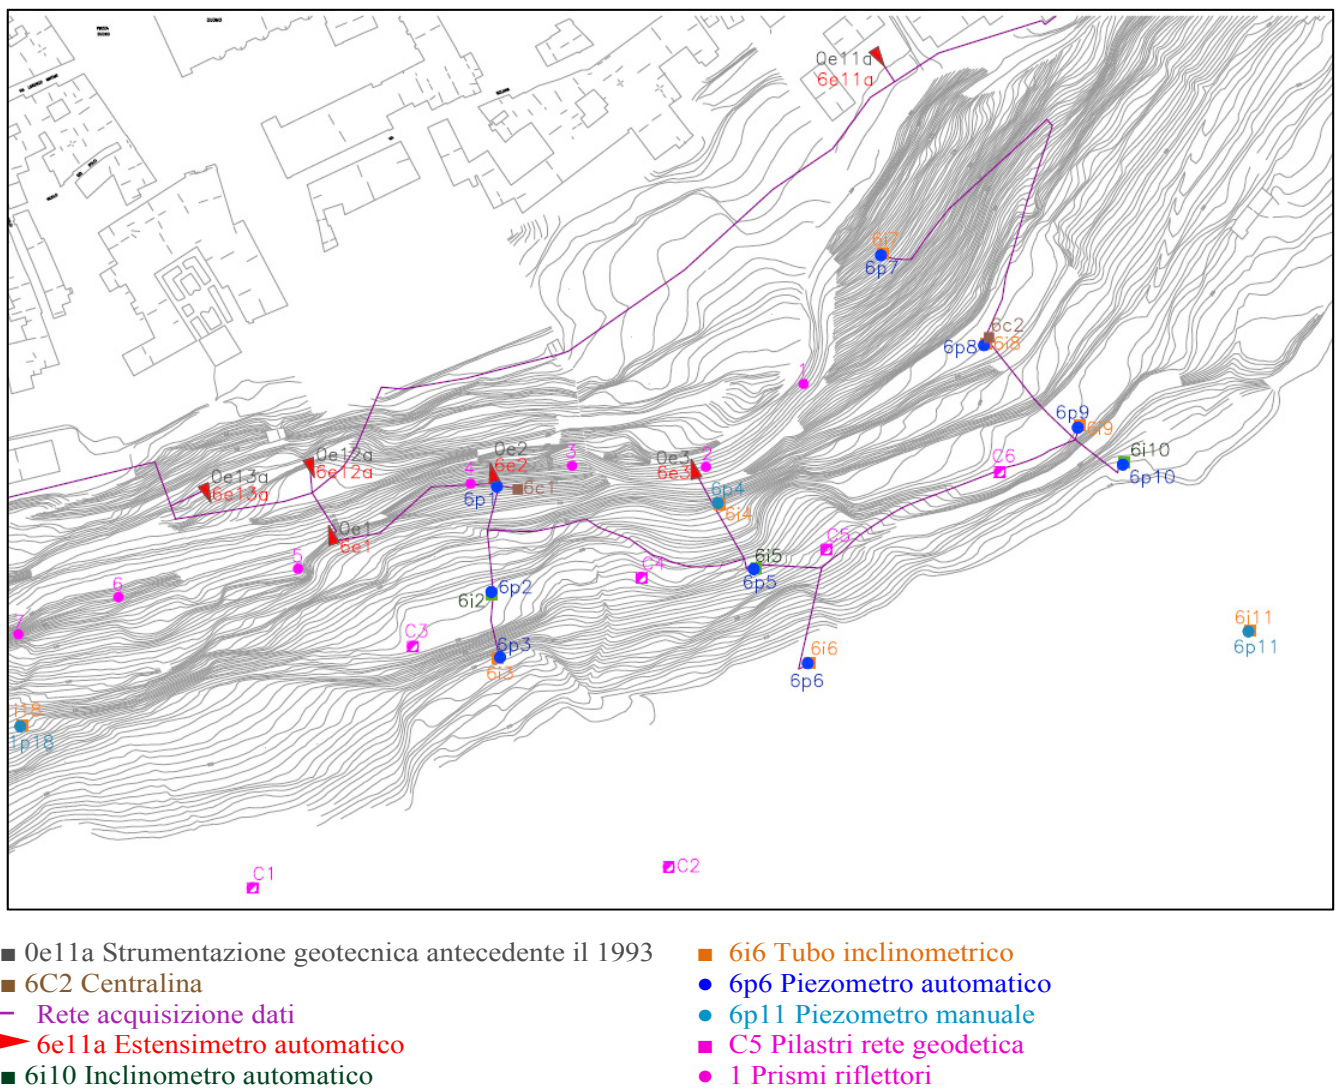 DUOMO
PIAZZA
DUOMO
0e11a
6e11a
6i7
6p7
6c2
6p8
6i8
1
6p9
6i9
6i10
6p10
0e2
6e2
3
0e3
6e3
2
C6
0e12a
6e12a
0e13a
6e13a
4
6p1
6c1
6p4
6i4
0e1
6e1
C5
5
6i5
6p5
C4
6
6p2
6i2
7
C3
6p3
6i3
6i6
6p6
6i11
6p11
i18
1p18
C1
C2
0e11a Strumentazione geotecnica antecedente il 1993
6C2 Centralina
Rete acquisizione dati
6e11a Estensimetro automatico
6i10 Inclinometro automatico
6i6 Tubo inclinometrico
6p6 Piezometro automatico
6p11 Piezometro manuale
C5 Pilastri rete geodetica
1 Prismi riflettori